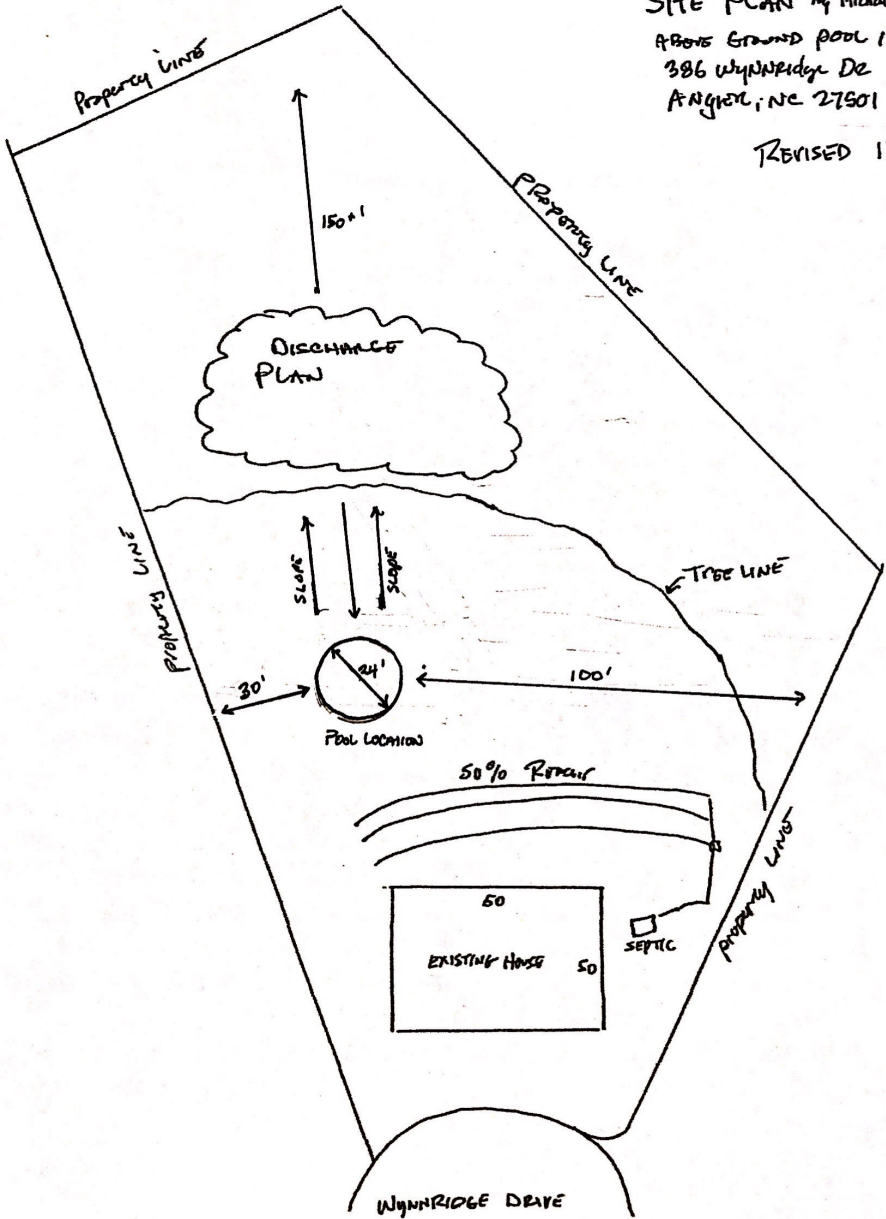 SITE PLAN by
ABOVE GROUND POOL
386 Wynnridge DR
ANGIER, NC 27501
REVISED
Property LINE
PROPERTY LINE
150+'
DISCHARGE
PLAN
property LINE
SLOPE
SLOPE
TREE LINE
30'
24'
100'
POOL LOCATION
50% REPAIR
property LINE
50
EXISTING HOUSE
50
SEPTIC
WYNNRIDGE DRIVE